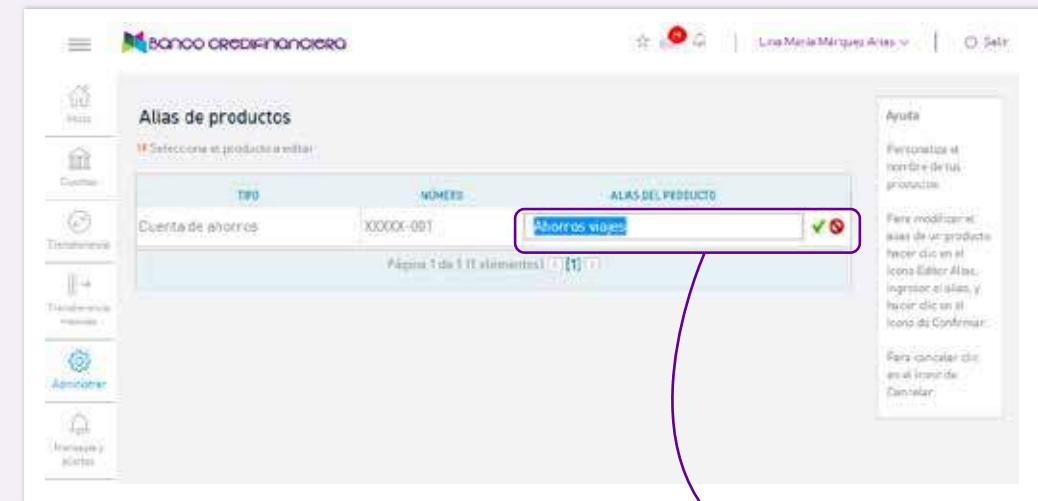 BANCO CREDIFINANCIERA
Lina María Márquez Arias
Salir
Inicio
Cuentas
Transferencia
Transferencia
Administrar
Mensajes y
alertas
Alias de productos
Seleccione el producto a editar
TIPO NÚMERO ALIAS DEL PRODUCTO
Cuenta de ahorros XXXXX-001 Ahorros viajes
Página 1 de 1 (1 elementos) [1]
Ayuda
Personaliza el
nombre de tus
productos
Para modificar el
alias de un producto
hacer clic en el
icono Editar Alias,
ingresar el alias, y
hacer clic en el
icono de Confirmar.
Para cancelar clic
en el icono de
Cancelar